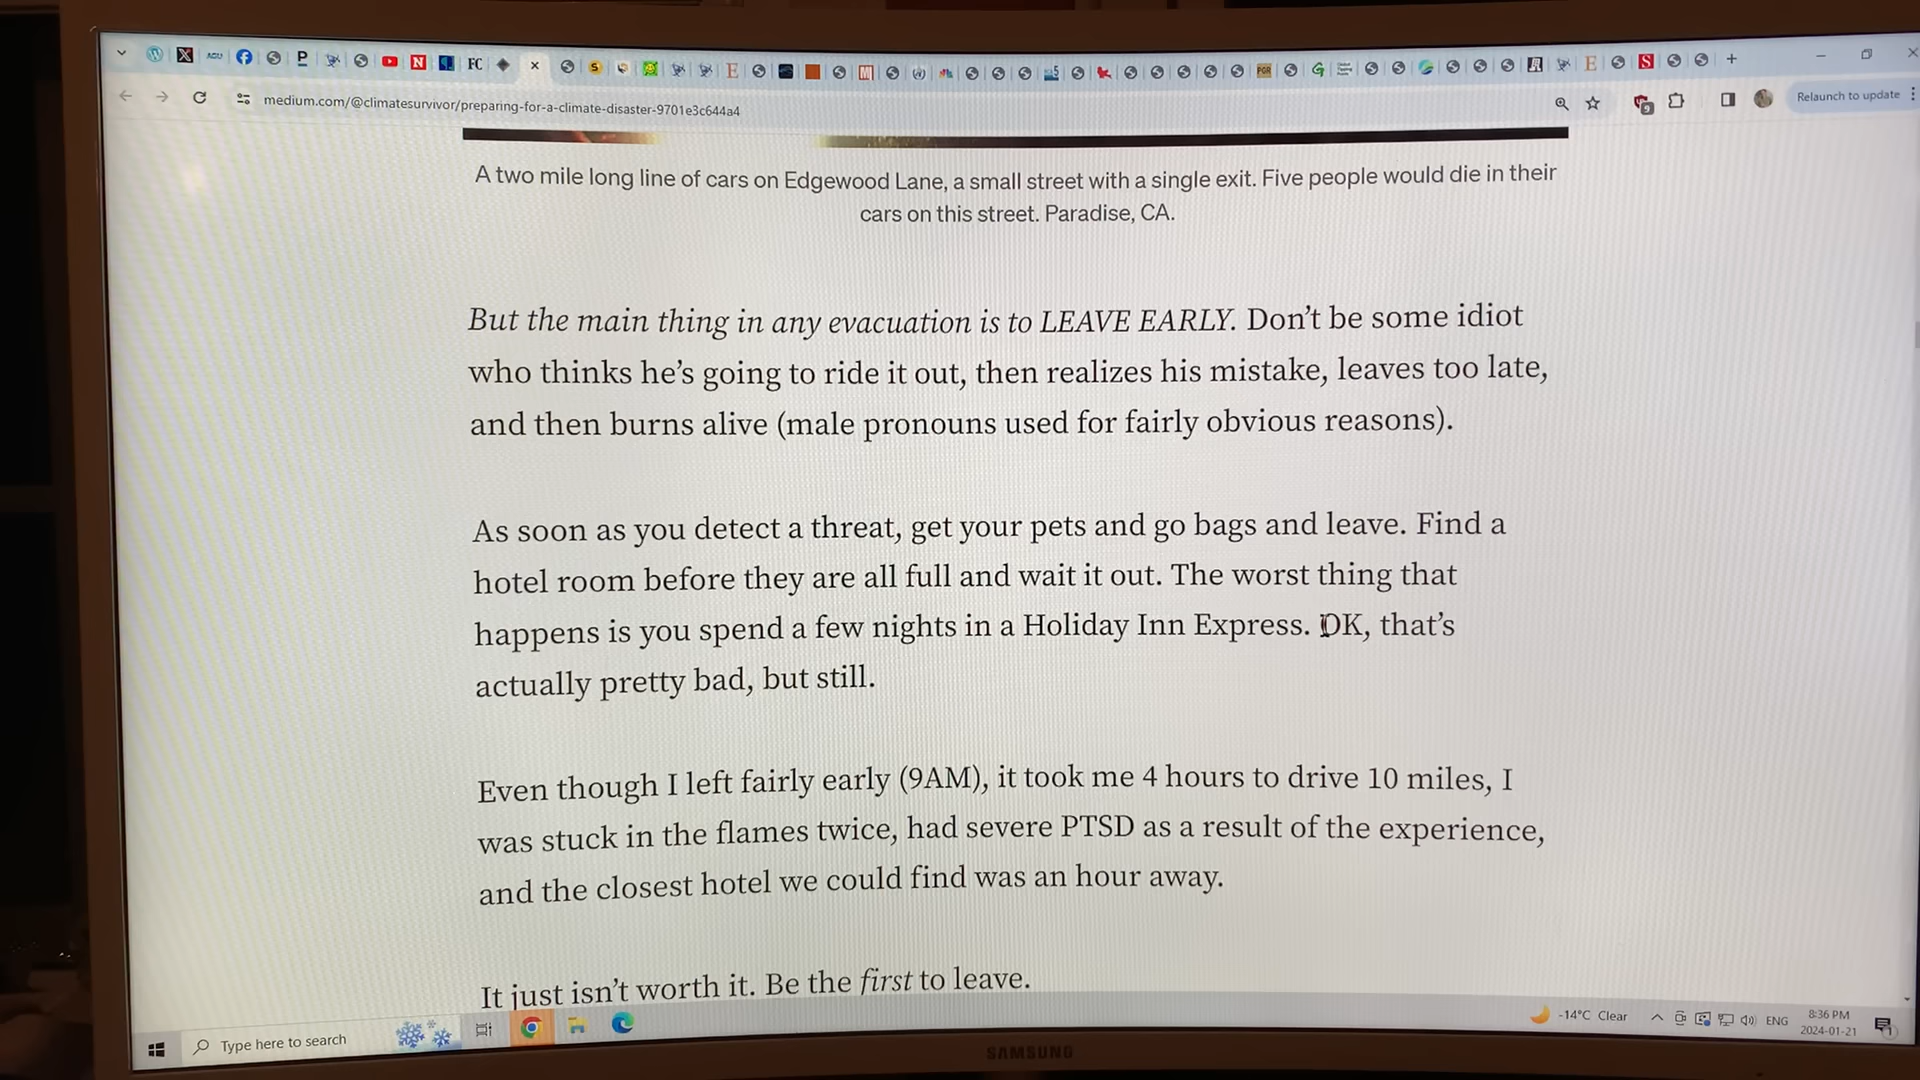 FC
medium.com/@climatesurvivor/preparing-for-a-climate-disaster-9701e3c644a4
Relaunch to update
A two mile long line of cars on Edgewood Lane, a small street with a single exit. Five people would die in their
cars on this street. Paradise, CA.
But the main thing in any evacuation is to LEAVE EARLY. Don’t be some idiot
who thinks he’s going to ride it out, then realizes his mistake, leaves too late,
and then burns alive (male pronouns used for fairly obvious reasons).
As soon as you detect a threat, get your pets and go bags and leave. Find a
hotel room before they are all full and wait it out. The worst thing that
happens is you spend a few nights in a Holiday Inn Express. OK, that’s
actually pretty bad, but still.
Even though I left fairly early (9AM), it took me 4 hours to drive 10 miles, I
was stuck in the flames twice, had severe PTSD as a result of the experience,
and the closest hotel we could find was an hour away.
It just isn’t worth it. Be the first to leave.
Type here to search
-14°C Clear
ENG
8:36 PM
2024-01-21
SAMSUNG